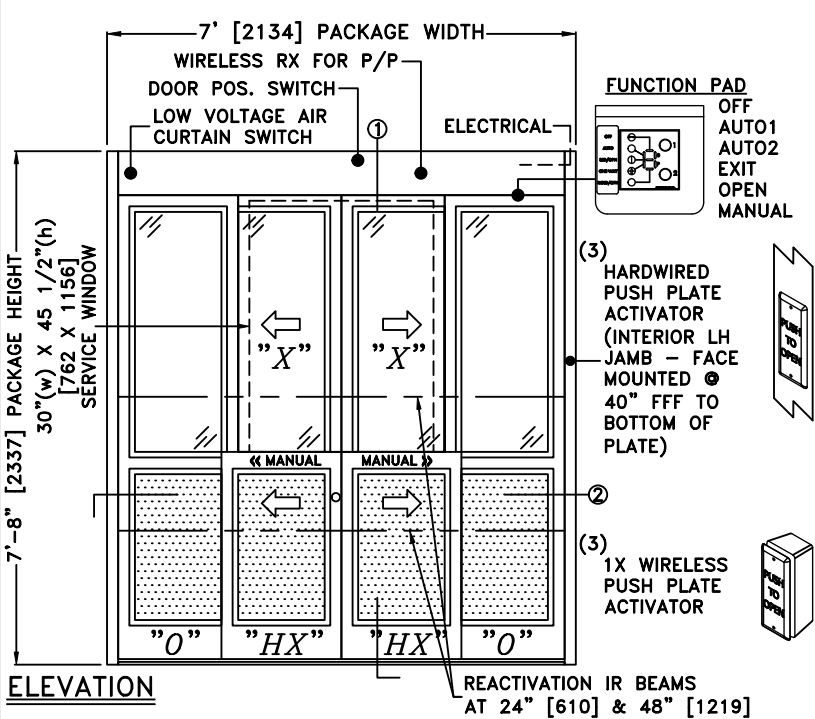 7' [2134] PACKAGE WIDTH
WIRELESS RX FOR P/P
DOOR POS. SWITCH
LOW VOLTAGE AIR
CURTAIN SWITCH
1
ELECTRICAL
FUNCTION PAD
OFF
AUTO1
AUTO2
EXIT
OPEN
MANUAL
1
2
7'-8" [2337] PACKAGE HEIGHT
30"(w) X 45 1/2"(h)
[762 X 1156]
SERVICE WINDOW
"X"
"X"
(3)
HARDWIRED
PUSH PLATE
ACTIVATOR
(INTERIOR LH
JAMB – FACE
MOUNTED @
40" FFF TO
BOTTOM OF
PLATE)
PUSH
TO
OPEN
« MANUAL
MANUAL »
2
(3)
1X WIRELESS
PUSH PLATE
ACTIVATOR
PUSH
TO
OPEN
"O"
"HX"
"HX"
"O"
ELEVATION
REACTIVATION IR BEAMS
AT 24" [610] & 48" [1219]